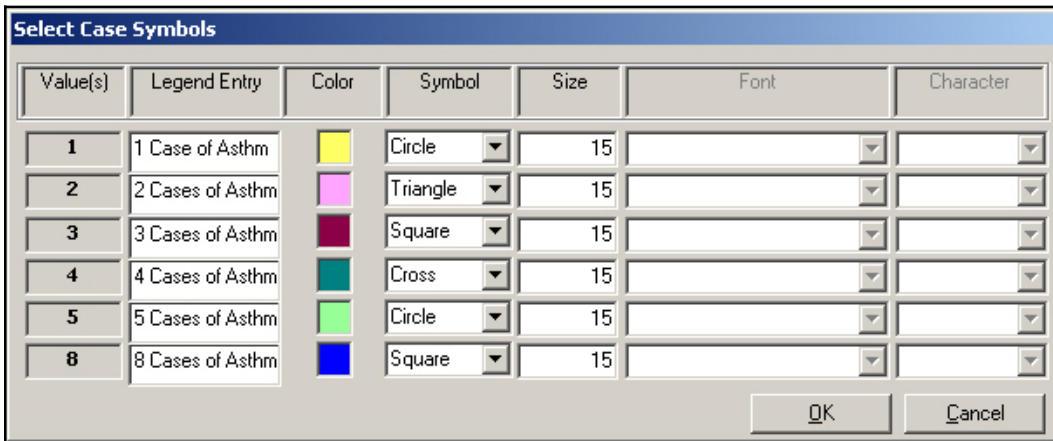 Select Case Symbols
Value(s) Legend Entry Color Symbol Size Font Character
1 1 Case of Asthm Circle 15
2 2 Cases of Asthm Triangle 15
3 3 Cases of Asthm Square 15
4 4 Cases of Asthm Cross 15
5 5 Cases of Asthm Circle 15
8 8 Cases of Asthm Square 15
OK Cancel